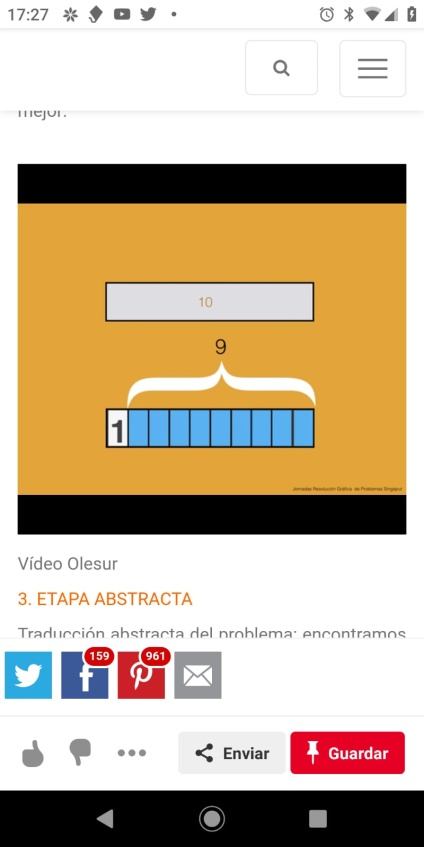 17:27
mejor.
10
9
1
Jornadas Resolución Gráfica de Problemas Singapur
Vídeo Olesur
3. ETAPA ABSTRACTA
Traducción abstracta del problema: encontramos
159
961
Enviar
Guardar